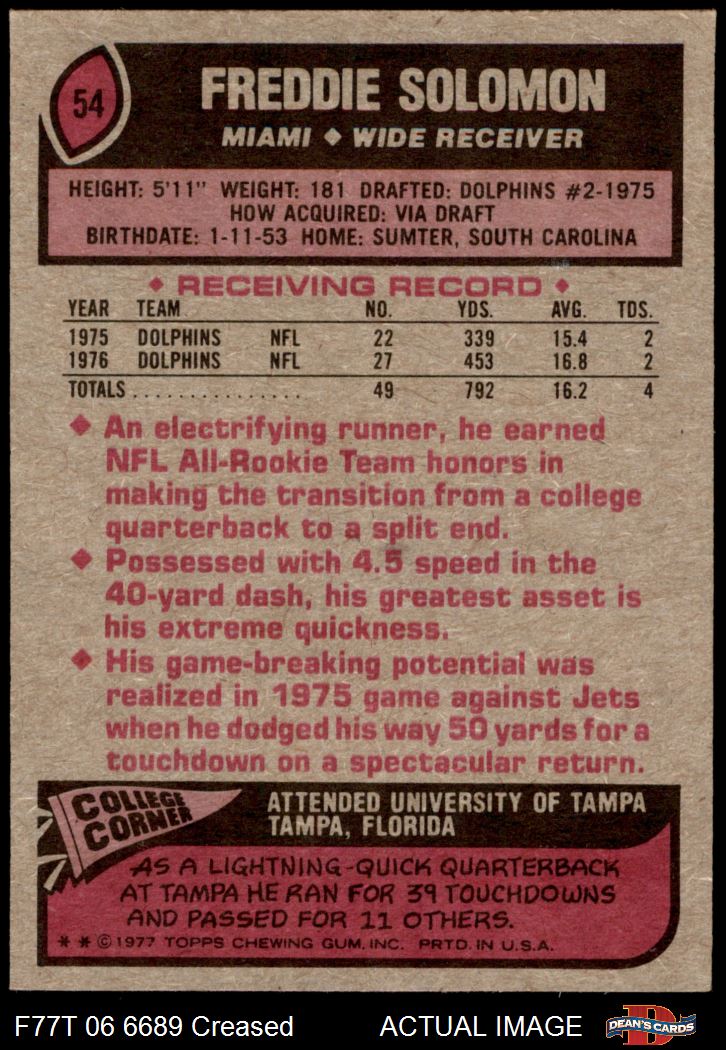 54
FREDDIE SOLOMON
MIAMI ◆ WIDE RECEIVER
HEIGHT: 5'11" WEIGHT: 181 DRAFTED: DOLPHINS #2-1975
HOW ACQUIRED: VIA DRAFT
BIRTHDATE: 1-11-53 HOME: SUMTER, SOUTH CAROLINA
◆ RECEIVING RECORD ◆
YEAR TEAM NO. YDS. AVG. TDS.
1975 DOLPHINS NFL 22 339 15.4 2
1976 DOLPHINS NFL 27 453 16.8 2
TOTALS............... 49 792 16.2 4
◆ An electrifying runner, he earned
NFL All-Rookie Team honors in
making the transition from a college
quarterback to a split end.
◆ Possessed with 4.5 speed in the
40-yard dash, his greatest asset is
his extreme quickness.
◆ His game-breaking potential was
realized in 1975 game against Jets
when he dodged his way 50 yards for a
touchdown on a spectacular return.
COLLEGE
CORNER
ATTENDED UNIVERSITY OF TAMPA
TAMPA, FLORIDA
AS A LIGHTNING-QUICK QUARTERBACK
AT TAMPA HE RAN FOR 39 TOUCHDOWNS
AND PASSED FOR 11 OTHERS.
* * © 1977 TOPPS CHEWING GUM, INC. PRTD. IN U.S.A.
F77T 06 6689 Creased ACTUAL IMAGE
D
DEAN'S CARDS